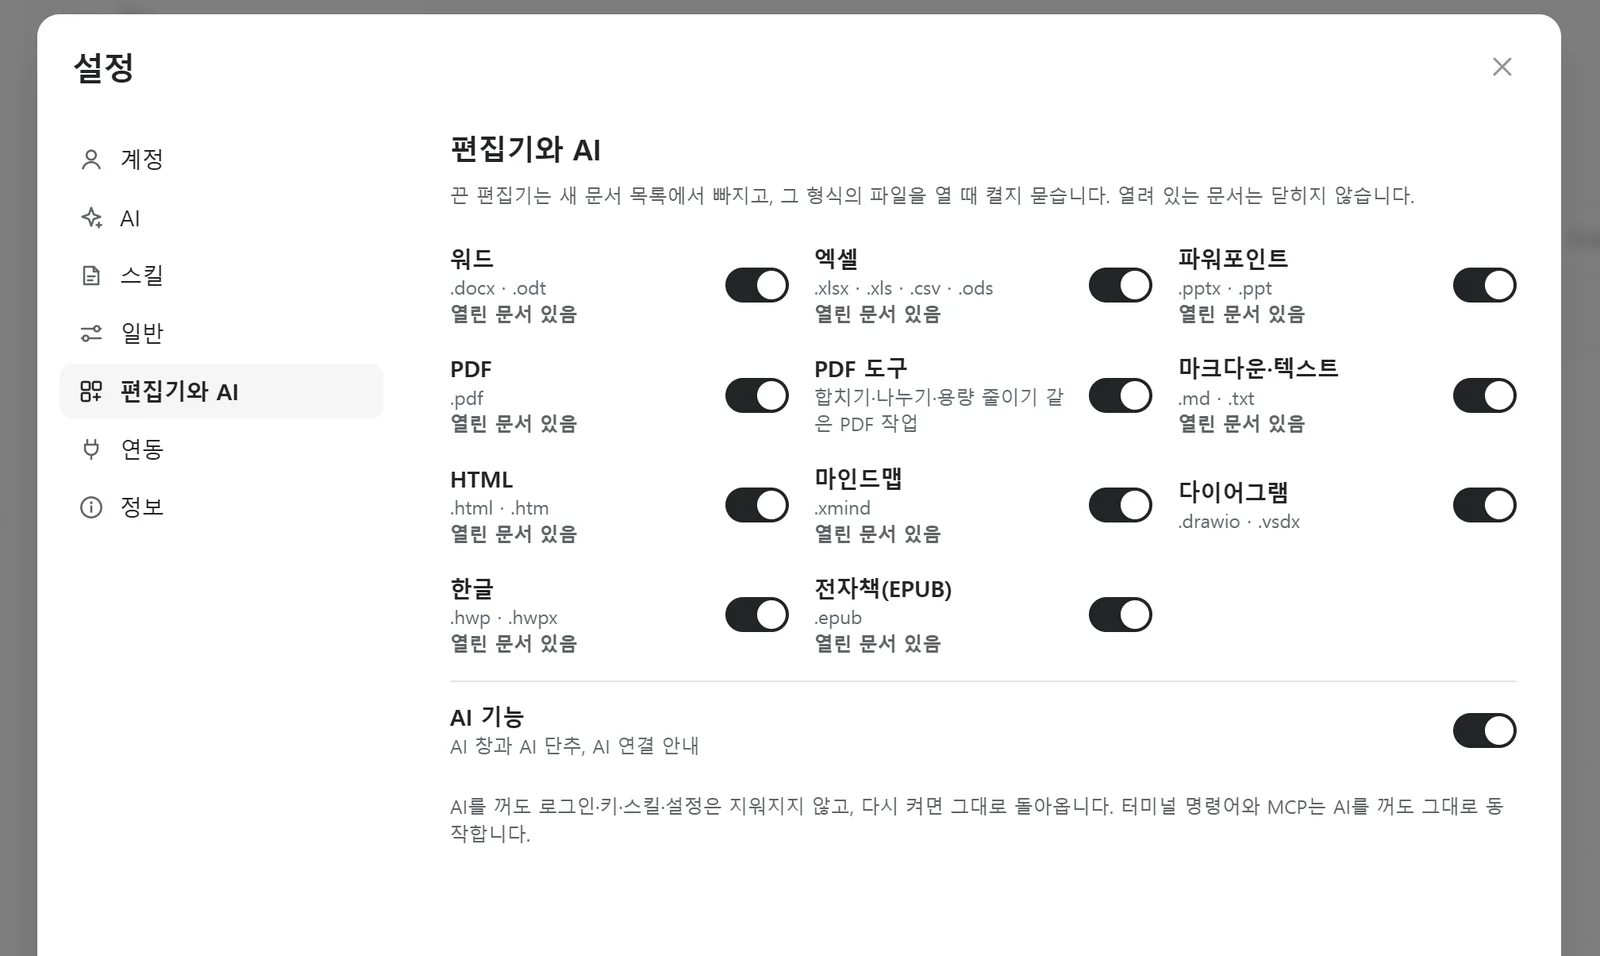 설정
계정
AI
스킬
일반
편집기와 AI
연동
정보
편집기와 AI
끈 편집기는 새 문서 목록에서 빠지고, 그 형식의 파일을 열 때 켤지 묻습니다. 열려 있는 문서는 닫히지 않습니다.
워드
.docx · .odt
열린 문서 있음
엑셀
.xlsx · .xls · .csv · .ods
열린 문서 있음
파워포인트
.pptx · .ppt
열린 문서 있음
PDF
.pdf
열린 문서 있음
PDF 도구
합치기·나누기·용량 줄이기 같
은 PDF 작업
마크다운·텍스트
.md · .txt
열린 문서 있음
HTML
.html · .htm
열린 문서 있음
마인드맵
.xmind
열린 문서 있음
다이어그램
.drawio · .vsdx
한글
.hwp · .hwpx
열린 문서 있음
전자책(EPUB)
.epub
열린 문서 있음
AI 기능
AI 창과 AI 단추, AI 연결 안내
AI를 꺼도 로그인·키·스킬·설정은 지워지지 않고, 다시 켜면 그대로 돌아옵니다. 터미널 명령어와 MCP는 AI를 꺼도 그대로 동
작합니다.